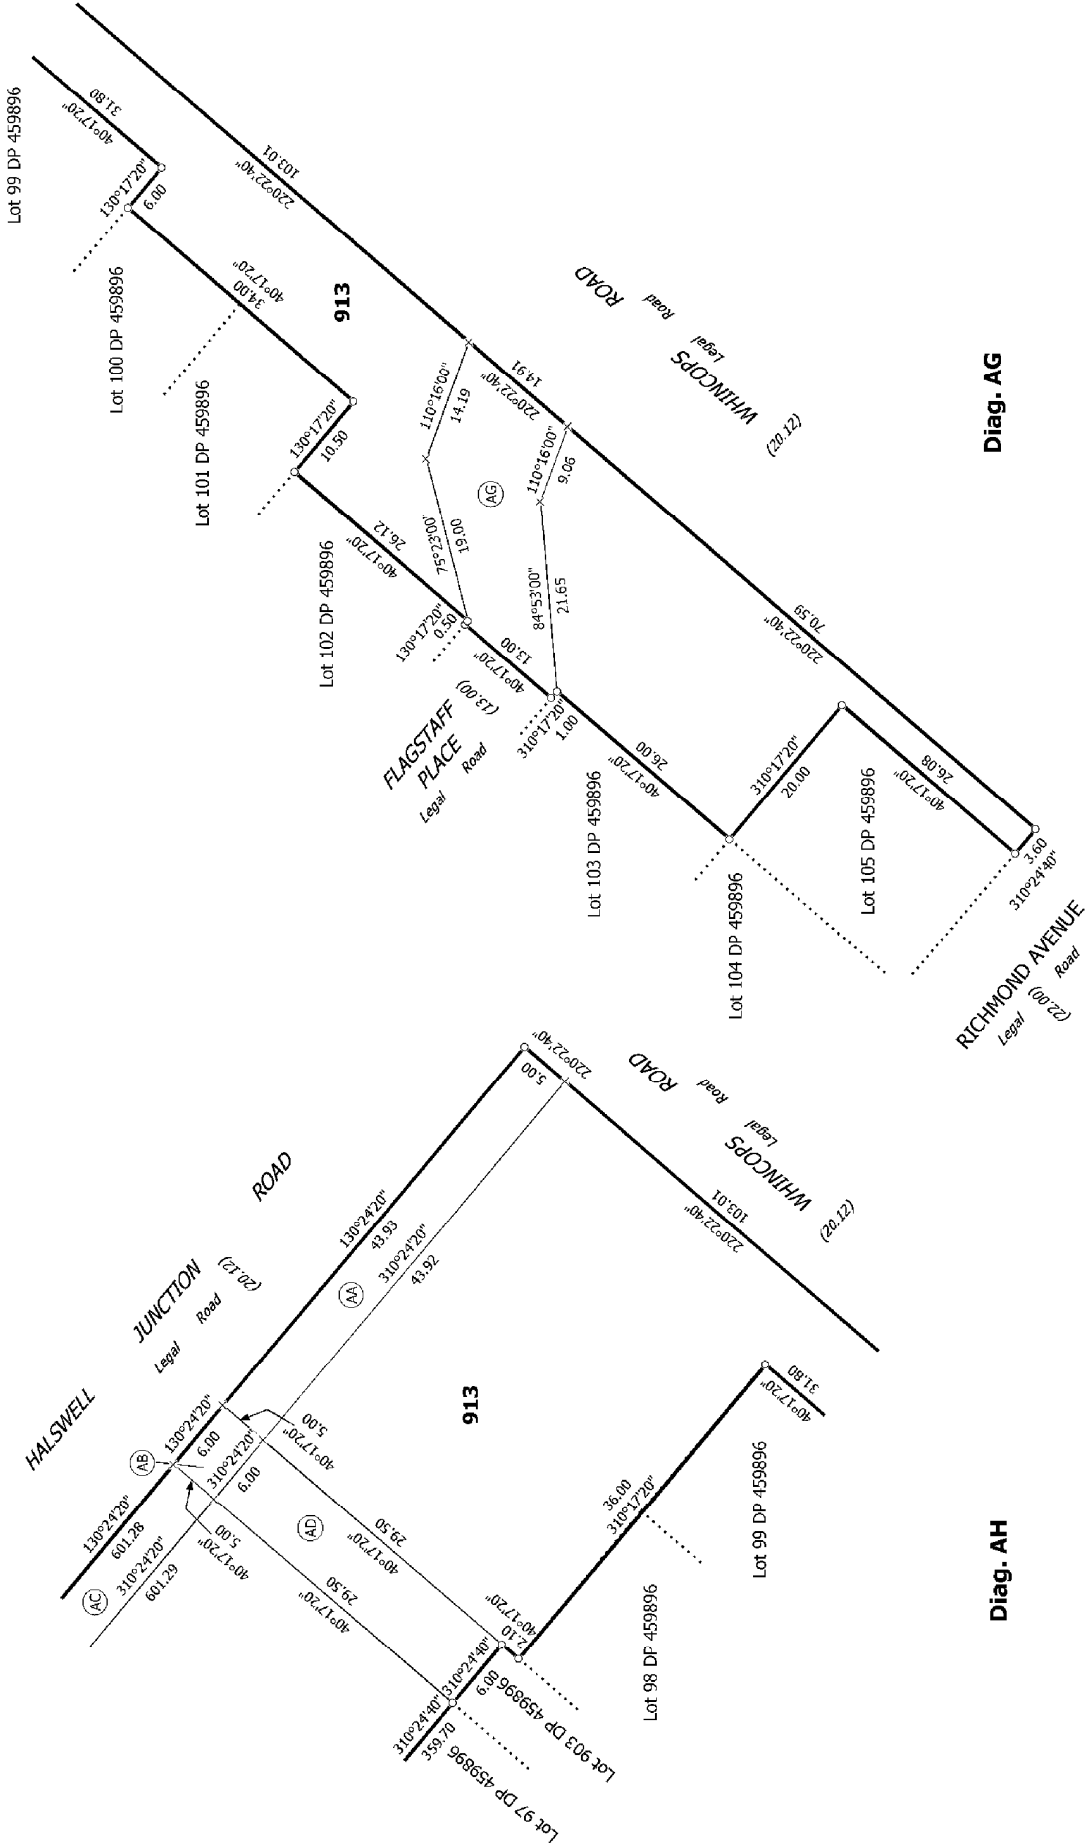 Lot 99 DP 459896
31.80
40°17'20"
130°17'20"
6.00
Lot 100 DP 459896
34.00
40°17'20"
913
103.01
220°22'40"
Lot 101 DP 459896
130°17'20"
10.50
110°16'00"
14.19
14.91
220°22'40"
WHINCOPS ROAD
Legal Road
(20.12)
Lot 102 DP 459896
26.12
40°17'20"
75°23'00"
19.00
AG
110°16'00"
9.06
130°17'20"
0.50
13.00
40°17'20"
84°53'00"
21.65
FLAGSTAFF
PLACE
(13.00)
Legal Road
310°17'20"
1.00
26.00
40°17'20"
Lot 103 DP 459896
70.59
220°22'40"
310°17'20"
20.00
Lot 104 DP 459896
Lot 105 DP 459896
26.08
40°17'20"
3.60
310°24'40"
RICHMOND AVENUE
Legal (22.00) Road
Diag. AG
HALSWELL JUNCTION ROAD
Legal Road (20.12)
5.00
220°22'40"
WHINCOPS ROAD
Legal Road
(20.12)
103.01
220°22'40"
130°24'20"
43.93
310°24'20"
43.92
AA
AB
130°24'20"
6.00
310°24'20"
6.00
5.00
40°17'20"
130°24'20"
601.28
310°24'20"
601.29
AC
5.00
40°17'20"
AD
913
29.50
40°17'20"
29.50
40°17'20"
31.80
40°17'20"
36.00
310°17'20"
Lot 99 DP 459896
Lot 98 DP 459896
2.10
40°17'20"
310°24'40"
6.00
Lot 903 DP 459896
310°24'40"
359.70
Lot 97 DP 459896
Diag. AH